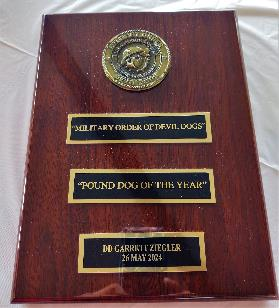 "MILITARY ORDER OF DEVIL DOGS"
"POUND DOG OF THE YEAR"
DD GARRETT ZIEGLER
26 MAY 2024